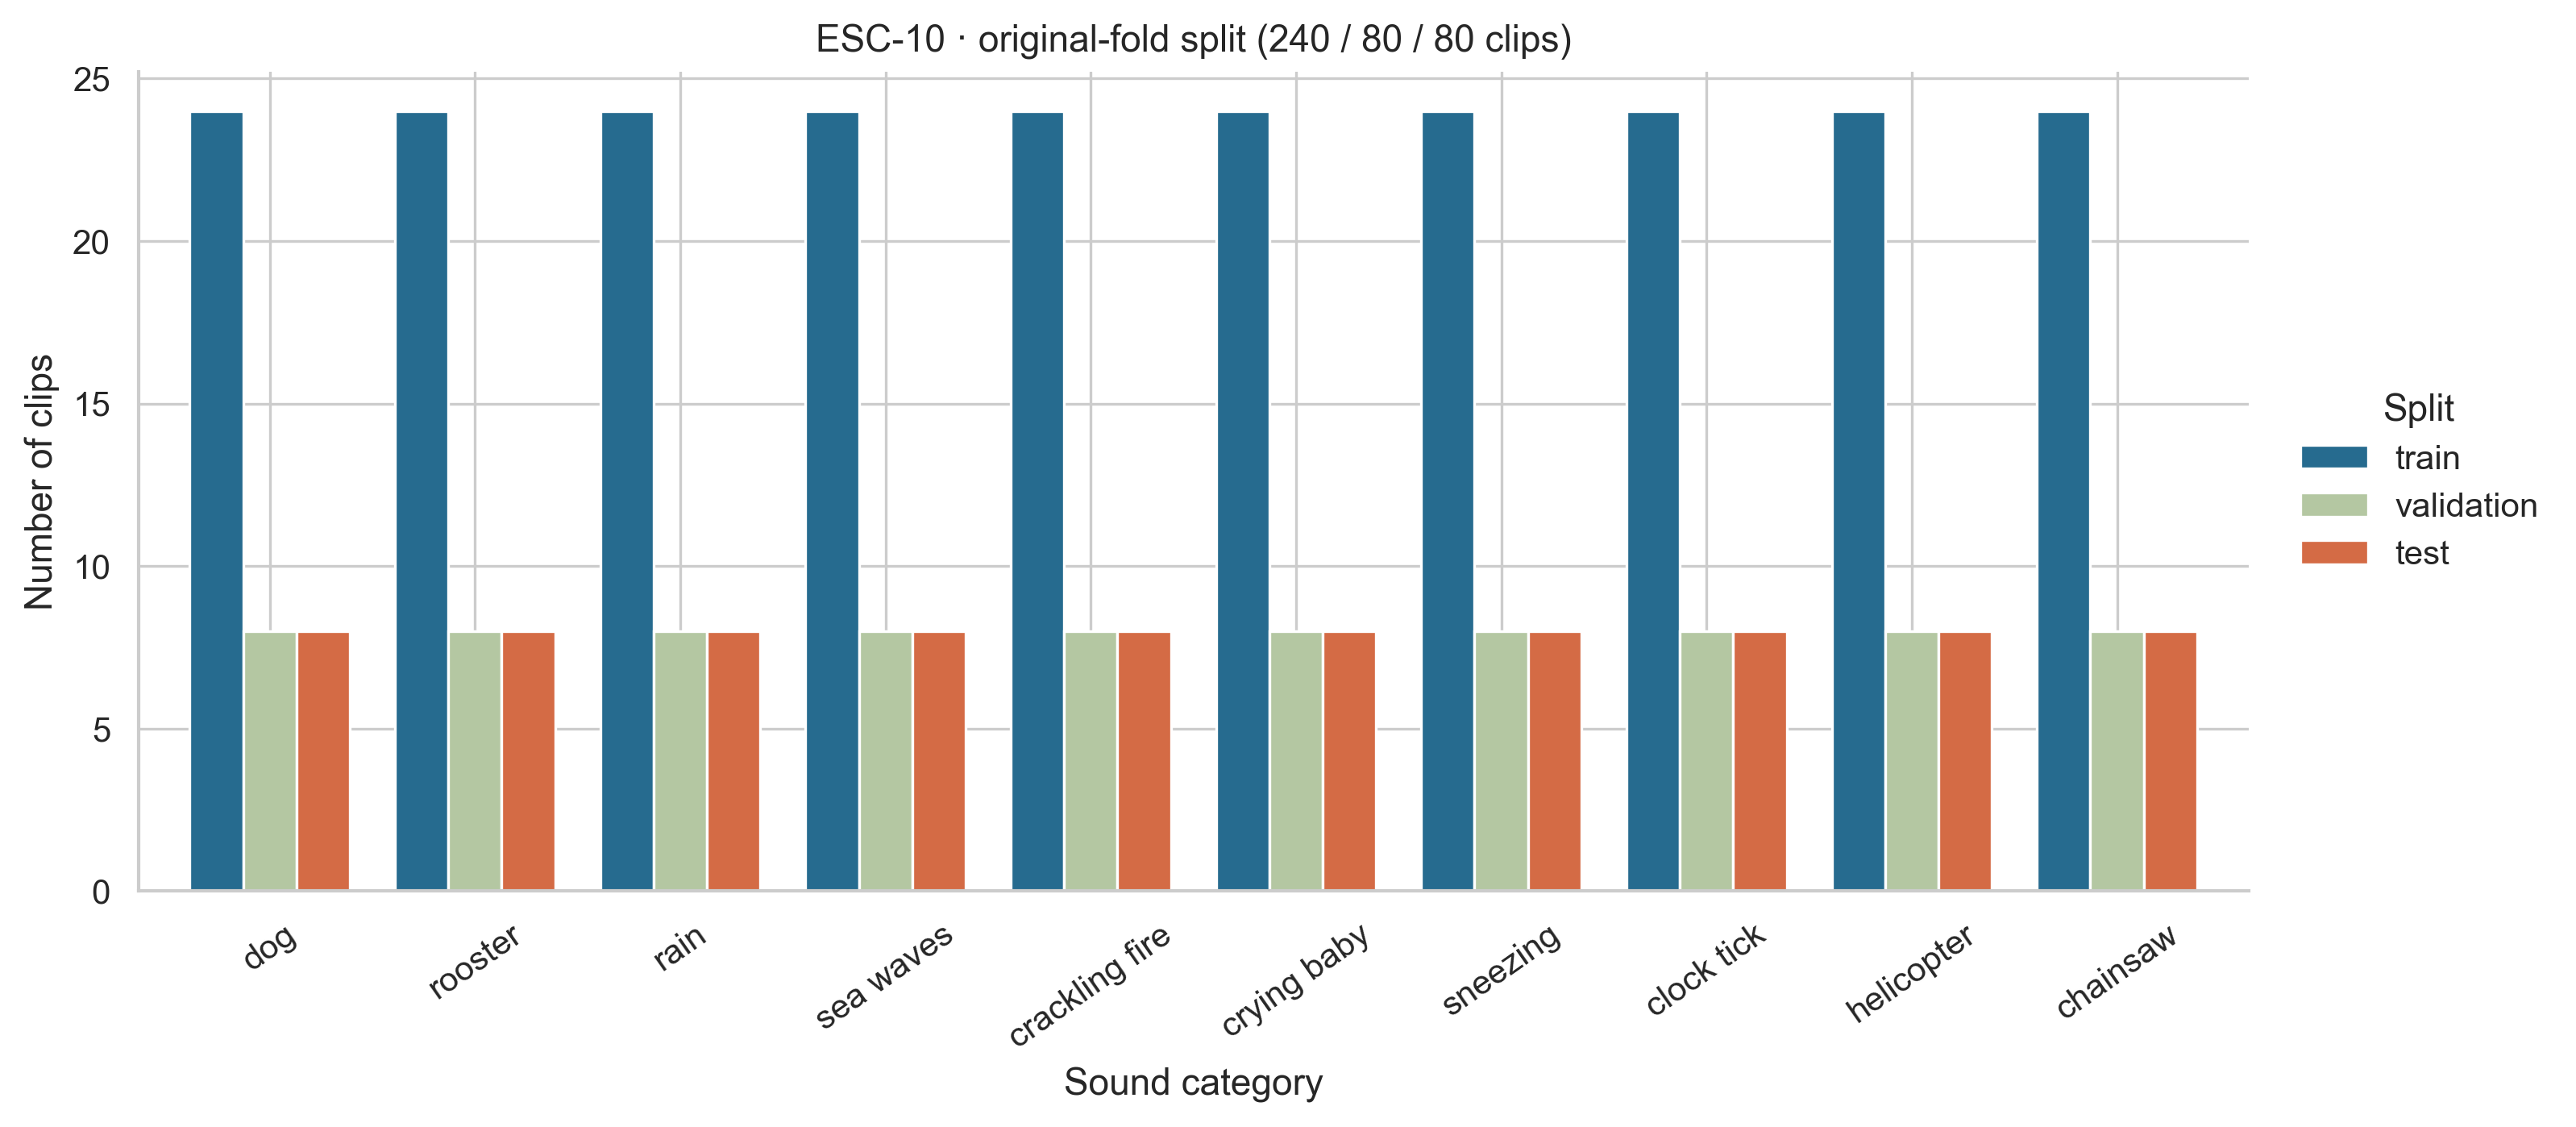 ESC-10 · original-fold split (240 / 80 / 80 clips)
25
20
15
10
5
0
Number of clips
dog
rooster
rain
sea waves
crackling fire
crying baby
sneezing
clock tick
helicopter
chainsaw
Sound category
Split
train
validation
test